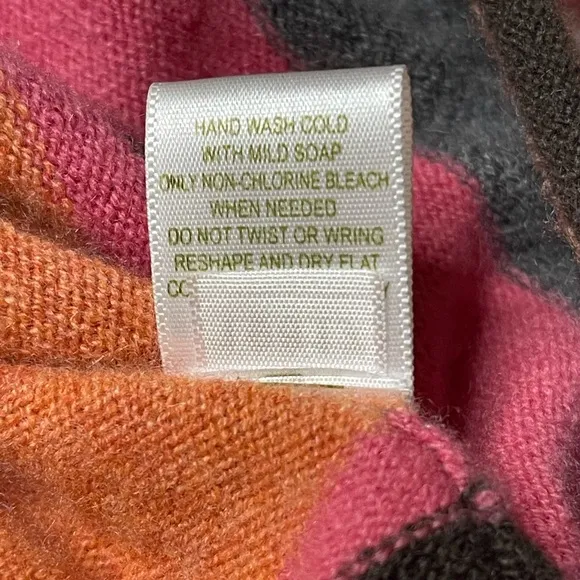 HAND WASH COLD
WITH MILD SOAP
ONLY NON-CHLORINE BLEACH
WHEN NEEDED
DO NOT TWIST OR WRING
RESHAPE AND DRY FLAT